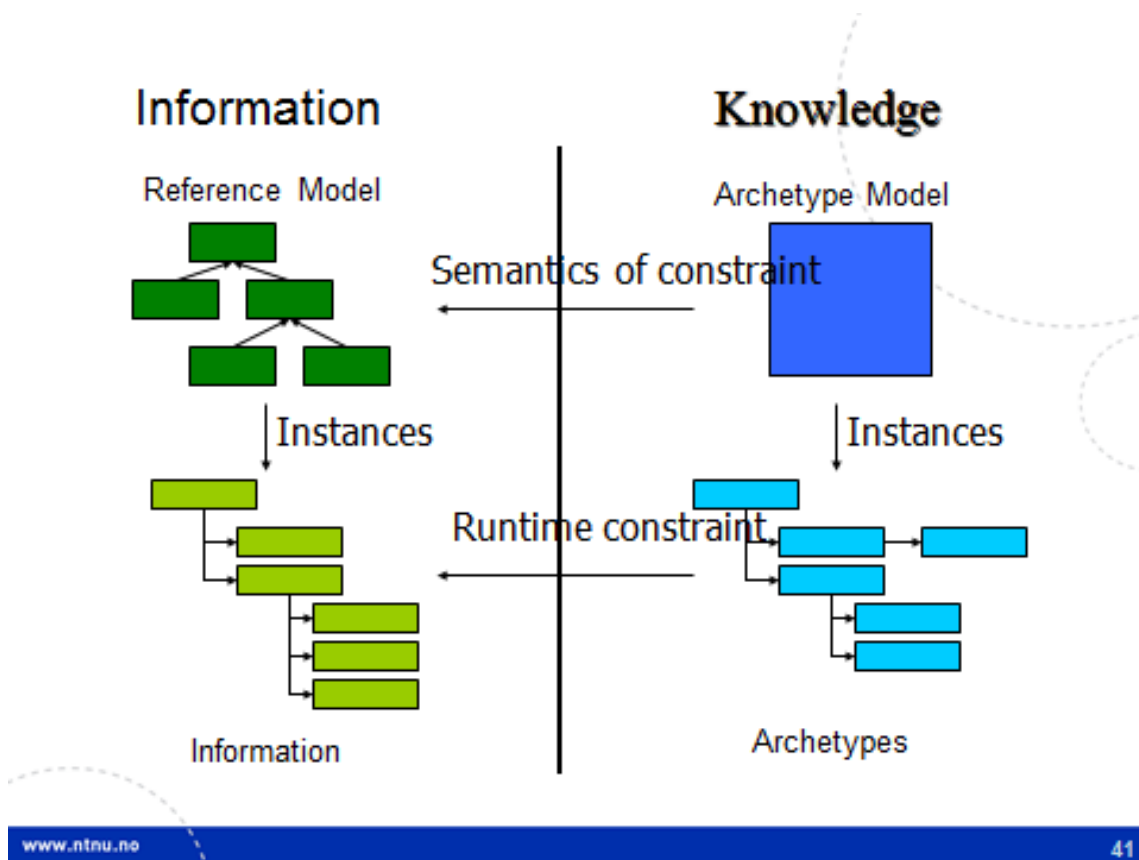 Information
Knowledge
Reference Model
Archetype Model
Semantics of constraint
Instances
Instances
Runtime constraint
Information
Archetypes
www.ntnu.no
41